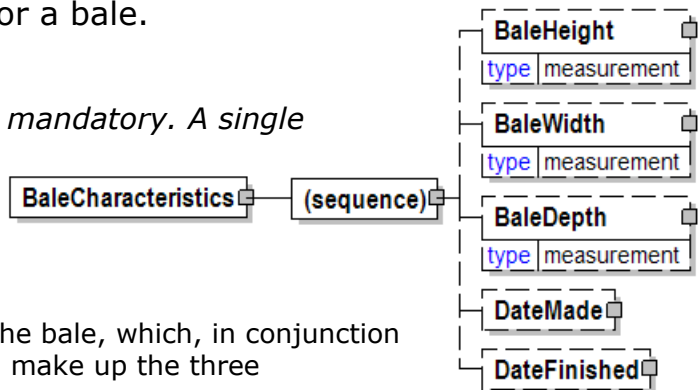 or a bale.
mandatory. A single
BaleCharacteristics
(sequence)
BaleHeight
type measurement
BaleWidth
type measurement
BaleDepth
type measurement
DateMade
DateFinished
he bale, which, in conjunction
make up the three